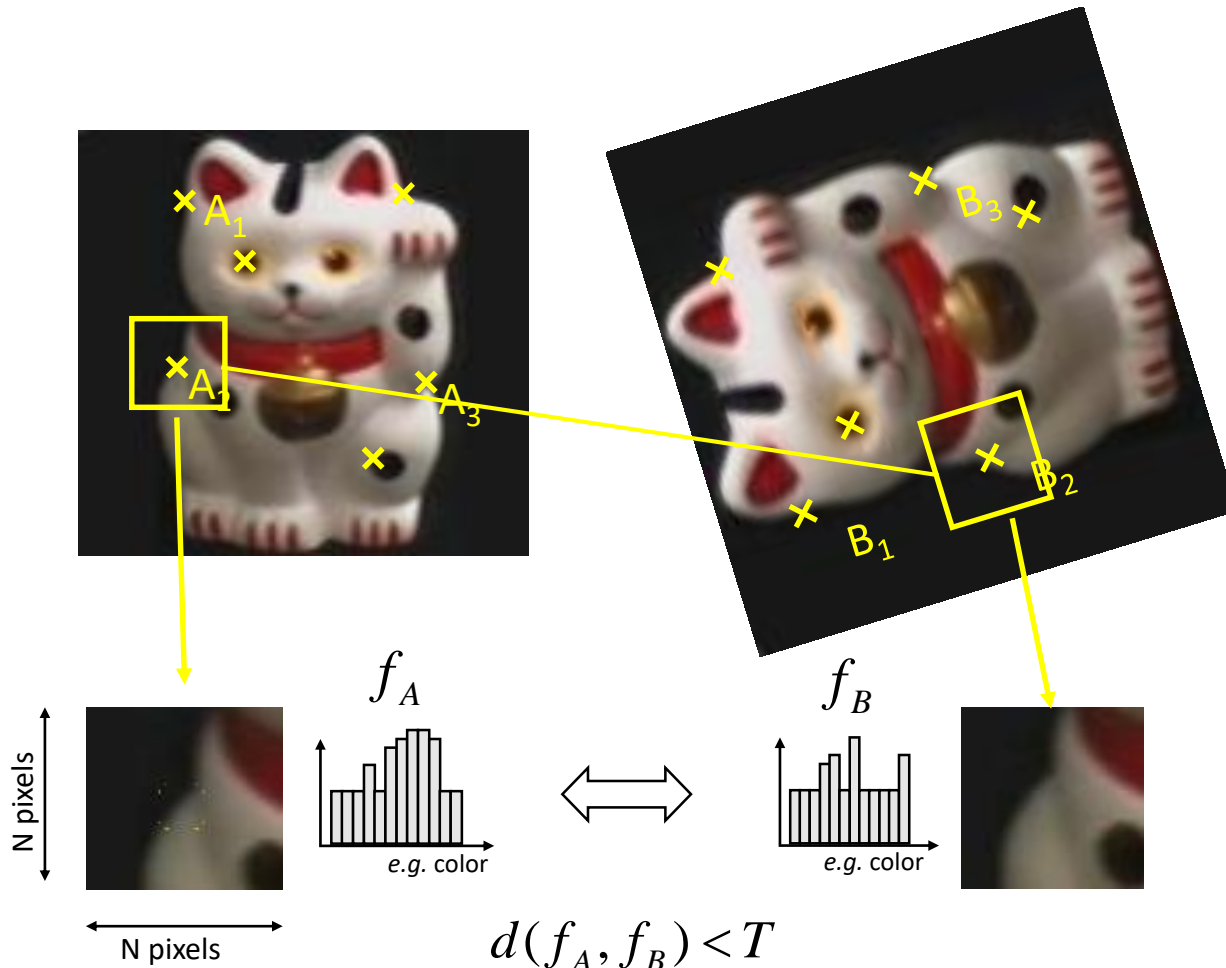 A₁
A₂
A₃
B₃
B₂
B₁
f_A
f_B
N pixels
e.g. color
e.g. color
N pixels
d(f_A, f_B) < T